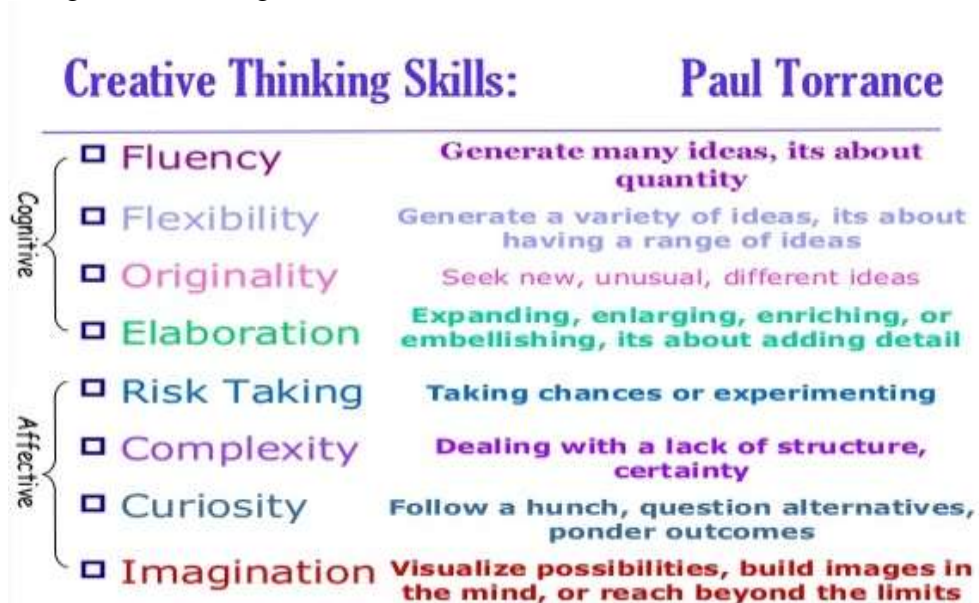 Creative Thinking Skills: Paul Torrance
Cognitive
Fluency Generate many ideas, its about
quantity
Flexibility Generate a variety of ideas, its about
having a range of ideas
Originality Seek new, unusual, different ideas
Elaboration Expanding, enlarging, enriching, or
embellishing, its about adding detail
Affective
Risk Taking Taking chances or experimenting
Complexity Dealing with a lack of structure,
certainty
Curiosity Follow a hunch, question alternatives,
ponder outcomes
Imagination Visualize possibilities, build images in
the mind, or reach beyond the limits